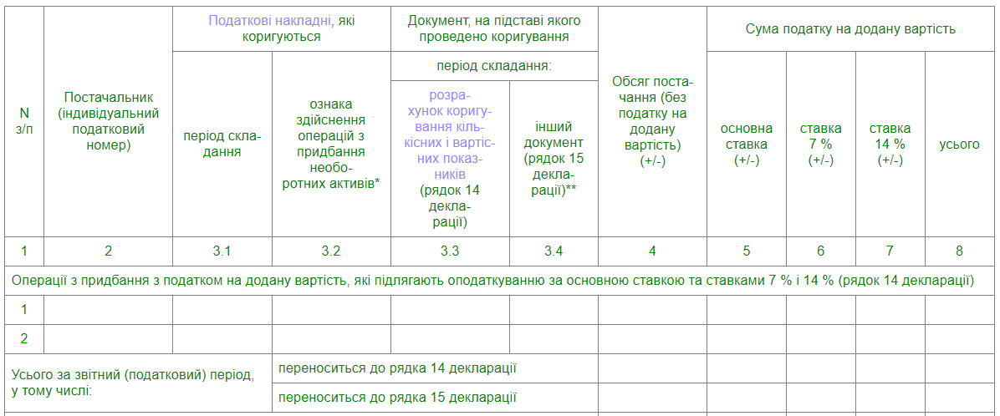 N
з/п
Постачальник
(індивідуальний
податковий
номер)
Податкові накладні, які
коригуються
період скла-
дання
ознака
здійснення
операцій з
придбання
необо-
ротних активів*
Документ, на підставі якого
проведено коригування
період складання:
розра-
хунок коригу-
вання кіль-
кісних і вартіс-
них показ-
ників
(рядок 14
декла-
рації)
інший
документ
(рядок 15
декла-
рації)**
Обсяг поста-
чання (без
податку на
додану
вартість)
(+/-)
Сума податку на додану вартість
основна
ставка
(+/-)
ставка
7 %
(+/-)
ставка
14 %
(+/-)
усього
1 2 3.1 3.2 3.3 3.4 4 5 6 7 8
Операції з придбання з податком на додану вартість, які підлягають оподаткуванню за основною ставкою та ставками 7 % і 14 % (рядок 14 декларації)
1
2
Усього за звітний (податковий) період,
у тому числі:
переноситься до рядка 14 декларації
переноситься до рядка 15 декларації